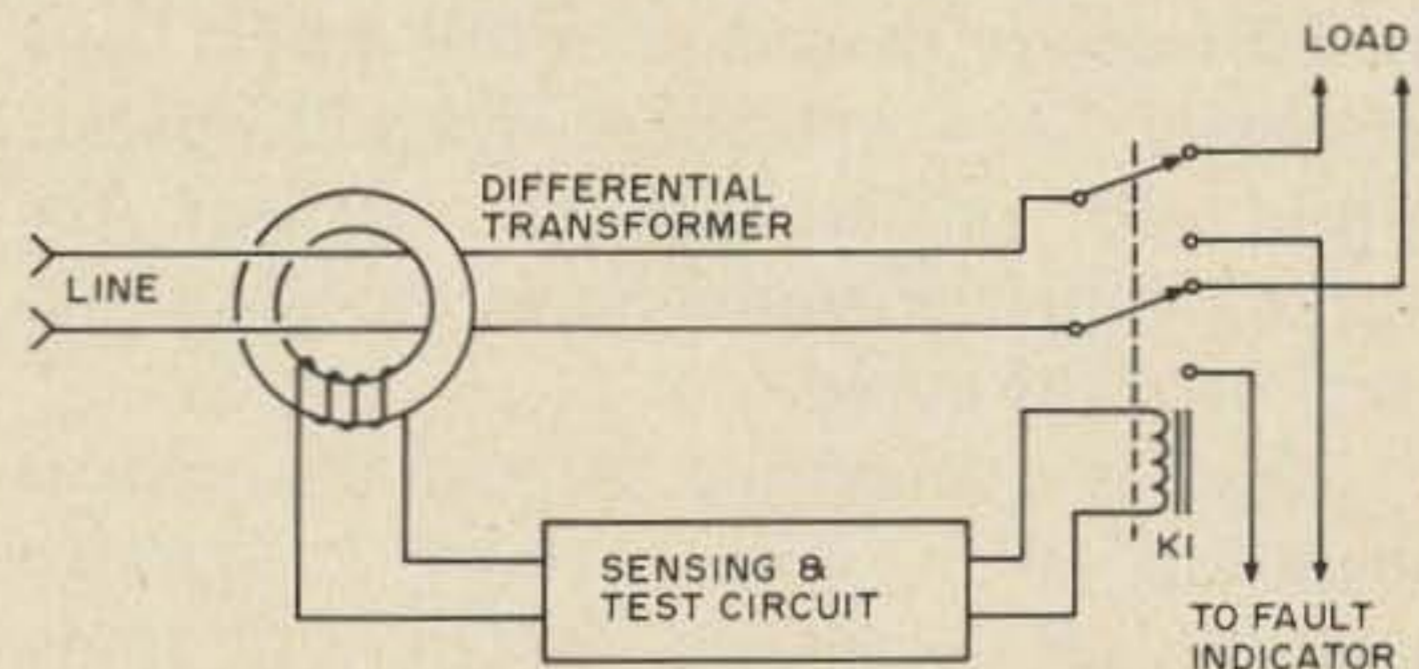 LOAD
DIFFERENTIAL
TRANSFORMER
LINE
K1
SENSING &
TEST CIRCUIT
TO FAULT
INDICATOR